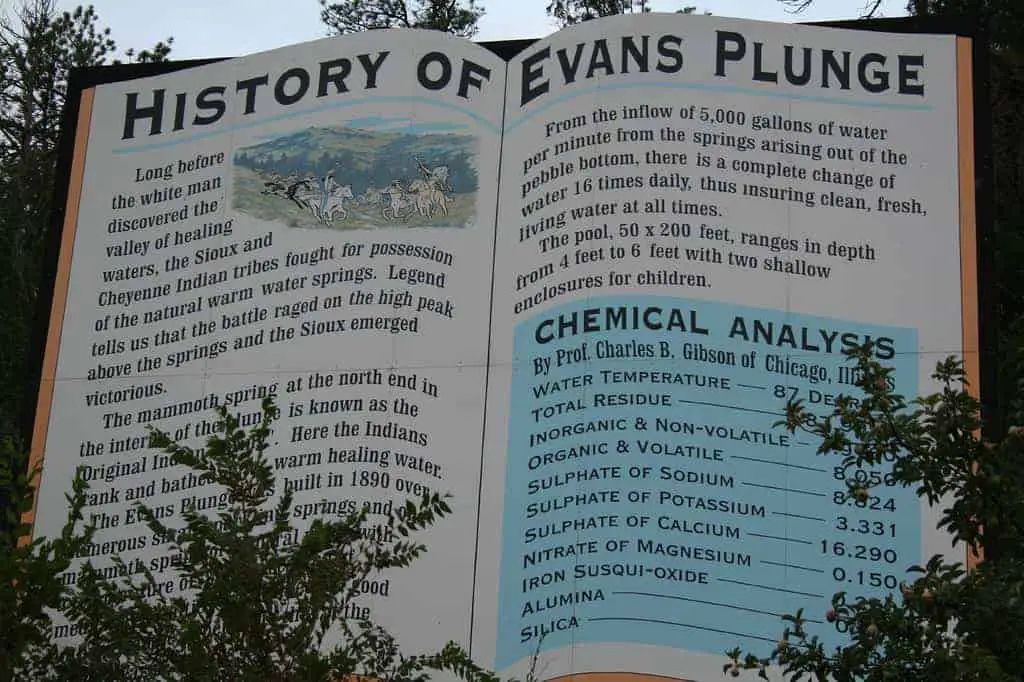 HISTORY OF EVANS PLUNGE
Long before
the white man
discovered the
valley of healing
waters, the Sioux and
Cheyenne Indian tribes fought for possession
of the natural warm water springs. Legend
tells us that the battle raged on the high peak
above the springs and the Sioux emerged
victorious.
The mammoth spring at the north end in
the of the plunge is known as the
Original Here the Indians
and bathed warm healing water.
The Evans Plunge built in 1890 over
springs and
with
mammoth
of good
the
From the inflow of 5,000 gallons of water
per minute from the springs arising out of the
pebble bottom, there is a complete change of
water 16 times daily, thus insuring clean, fresh,
living water at all times.
The pool, 50 x 200 feet, ranges in depth
from 4 feet to 6 feet with two shallow
enclosures for children.
CHEMICAL ANALYSIS
By Prof. Charles B. Gibson of Chicago,
WATER TEMPERATURE — 87
TOTAL RESIDUE —
INORGANIC & NON-VOLATILE —
ORGANIC & VOLATILE — 8.050
SULPHATE OF SODIUM — 8.824
SULPHATE OF POTASSIUM — 3.331
SULPHATE OF CALCIUM — 16.290
NITRATE OF MAGNESIUM — 0.150
IRON SUSQUI-OXIDE —
ALUMINA —
SILICA —